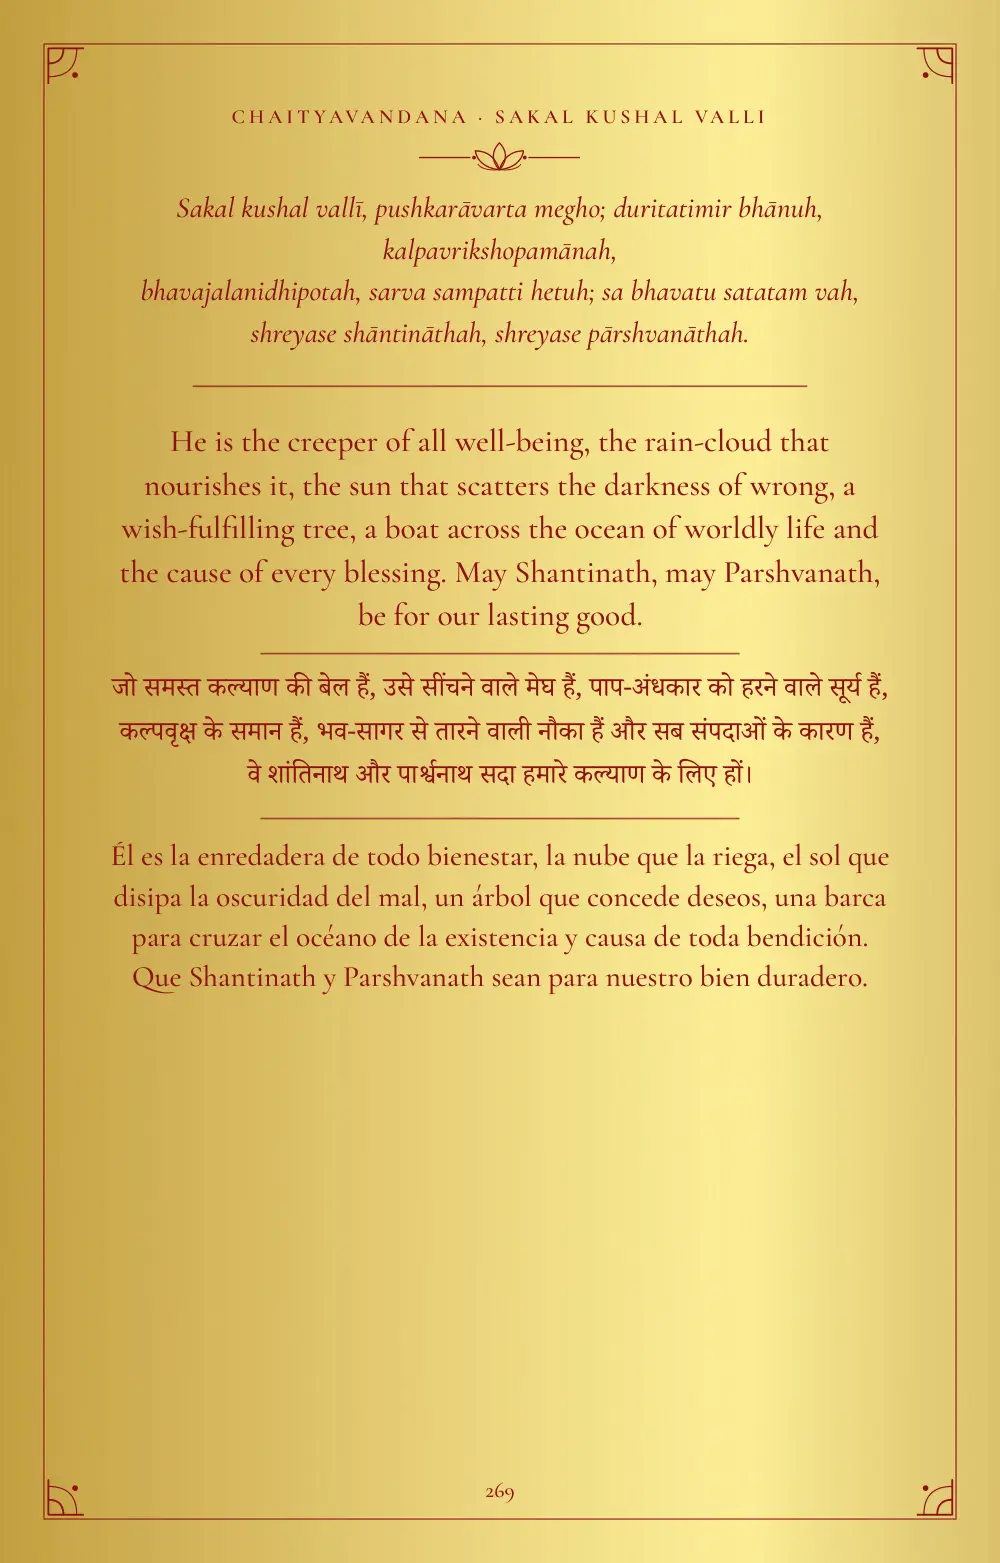 CHAITYAVANDANA · SAKAL KUSHAL VALLI
Sakal kushal vallī, pushkarāvarta megho; duritatimir bhānuh,
kalpavrikshopamānah,
bhavajalanidhipotah, sarva sampatti hetuh; sa bhavatu satatam vah,
shreyase shāntināthah, shreyase pārshvanāthah.
He is the creeper of all well-being, the rain-cloud that
nourishes it, the sun that scatters the darkness of wrong, a
wish-fulfilling tree, a boat across the ocean of worldly life and
the cause of every blessing. May Shantinath, may Parshvanath,
be for our lasting good.
जो समस्त कल्याण की बेल हैं, उसे सींचने वाले मेघ हैं, पाप-अंधकार को हरने वाले सूर्य हैं,
कल्पवृक्ष के समान हैं, भव-सागर से तारने वाली नौका हैं और सब संपदाओं के कारण हैं,
वे शांतिनाथ और पार्श्वनाथ सदा हमारे कल्याण के लिए हों।
Él es la enredadera de todo bienestar, la nube que la riega, el sol que
disipa la oscuridad del mal, un árbol que concede deseos, una barca
para cruzar el océano de la existencia y causa de toda bendición.
Que Shantinath y Parshvanath sean para nuestro bien duradero.
269